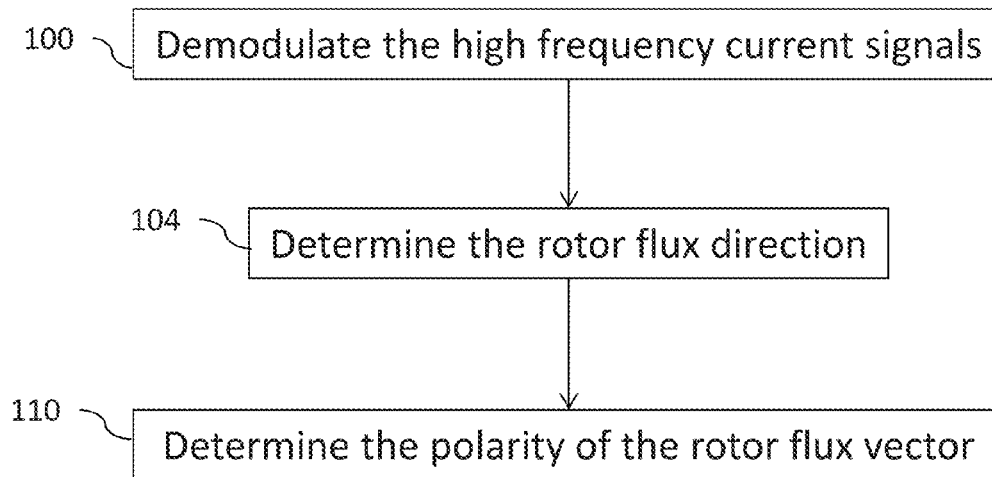 100
Demodulate the high frequency current signals
104
Determine the rotor flux direction
110
Determine the polarity of the rotor flux vector